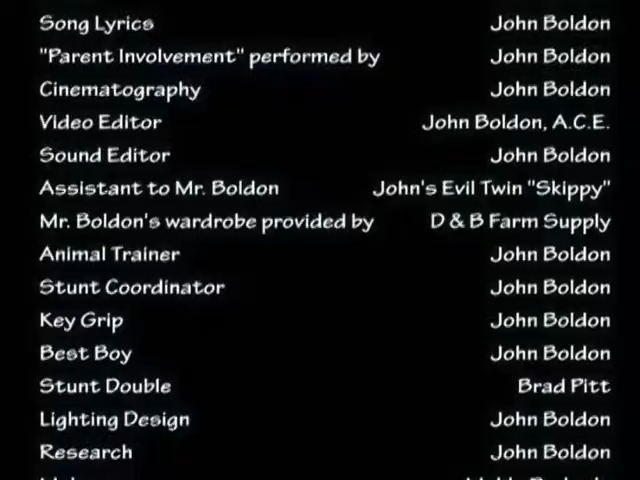 Song Lyrics John Boldon
"Parent Involvement" performed by John Boldon
Cinematography John Boldon
Video Editor John Boldon, A.C.E.
Sound Editor John Boldon
Assistant to Mr. Boldon John's Evil Twin "Skippy"
Mr. Boldon's wardrobe provided by D & B Farm Supply
Animal Trainer John Boldon
Stunt Coordinator John Boldon
Key Grip John Boldon
Best Boy John Boldon
Stunt Double Brad Pitt
Lighting Design John Boldon
Research John Boldon